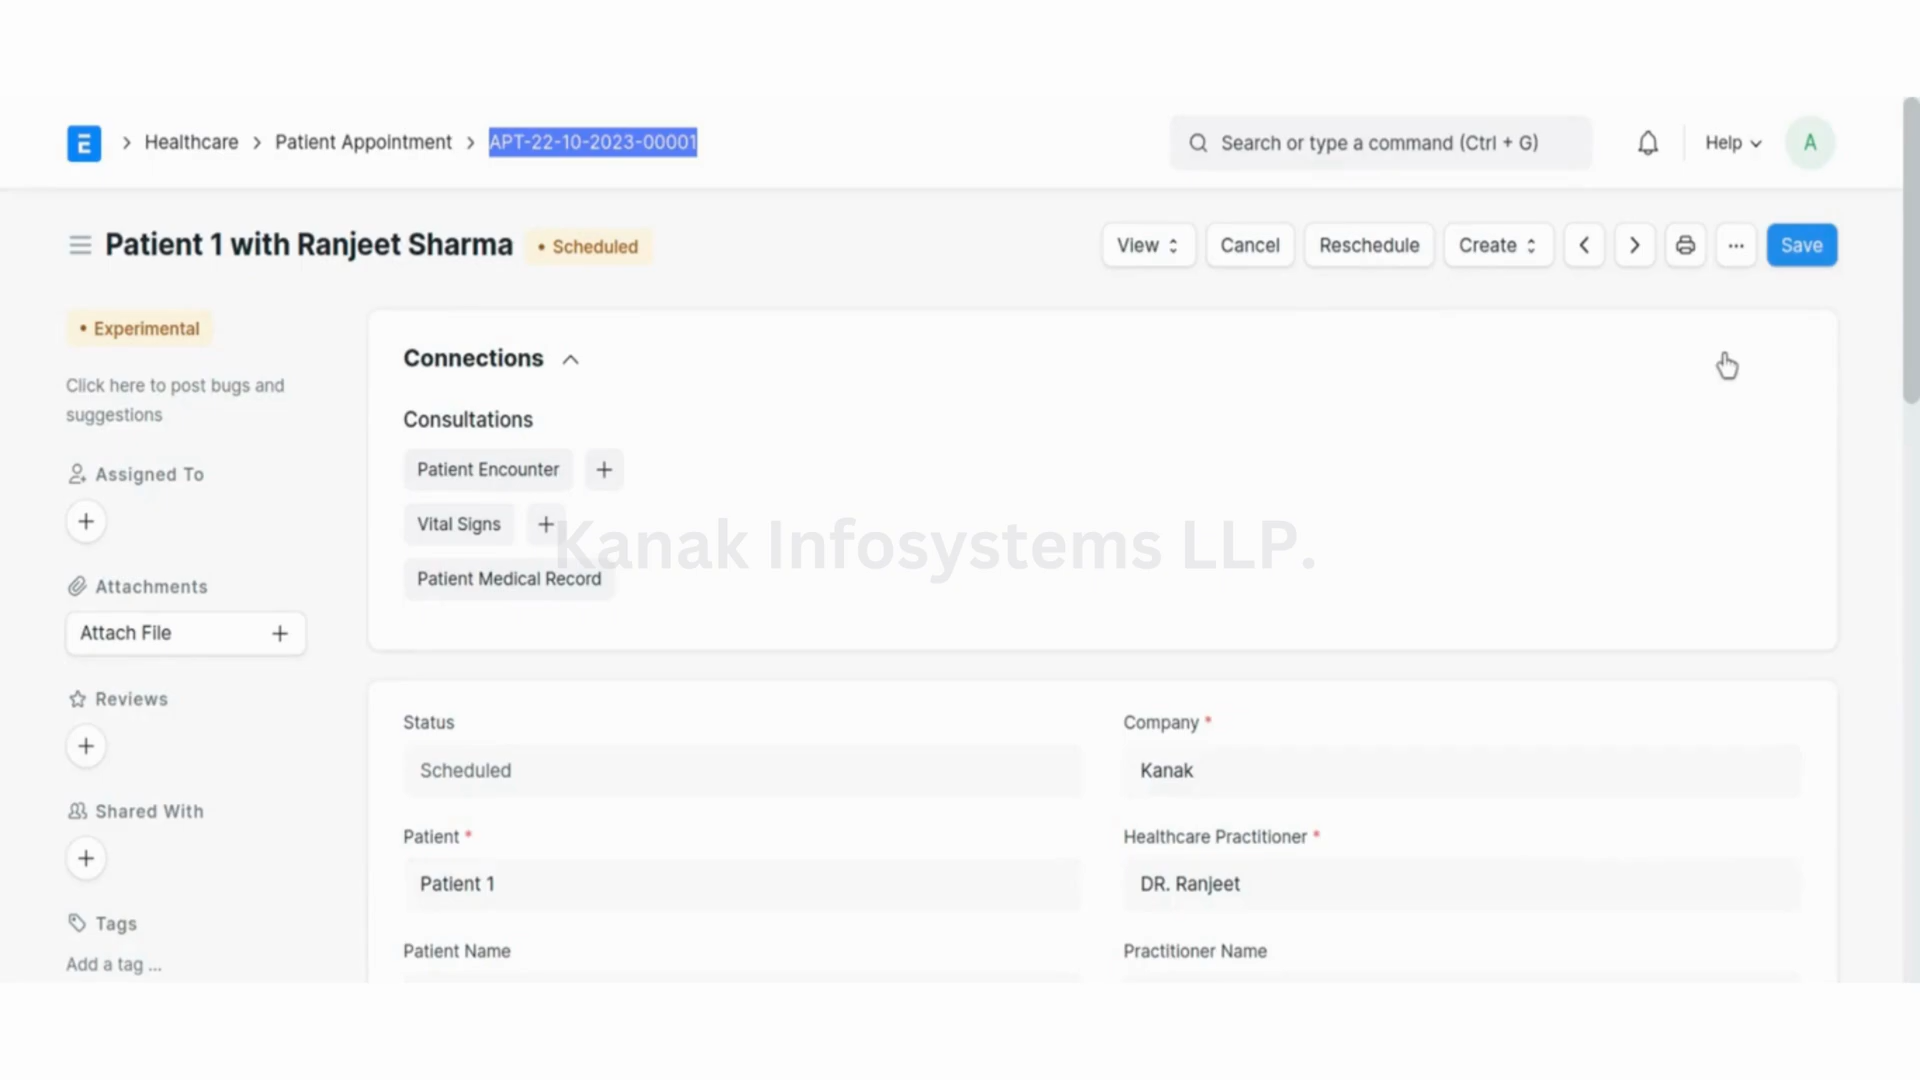 E > Healthcare > Patient Appointment > APT-22-10-2023-00001
Search or type a command (Ctrl + G)
Help
A
Patient 1 with Ranjeet Sharma
• Scheduled
View
Cancel
Reschedule
Create
...
Save
• Experimental
Click here to post bugs and
suggestions
Assigned To
+
Attachments
Attach File +
Reviews
+
Shared With
+
Tags
Add a tag ...
Connections
Consultations
Patient Encounter +
Vital Signs +
Patient Medical Record
Kanak Infosystems LLP.
Status
Scheduled
Company *
Kanak
Patient *
Patient 1
Healthcare Practitioner *
DR. Ranjeet
Patient Name
Practitioner Name